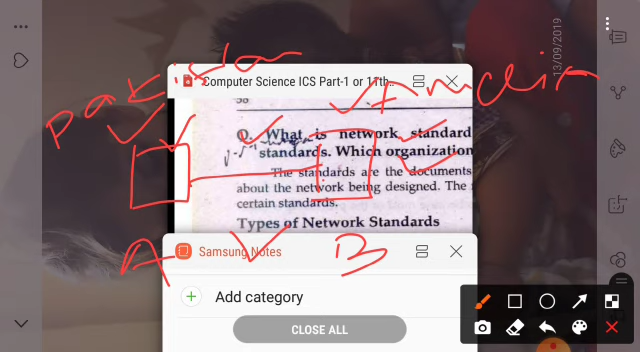 13/09/2019
Computer Science ICS Part-1 or 11th..
58
Pakistan
America
Q. What is network standard
standards. Which organization
The standards are the documents
about the network being designed. The
certain standards.
Types of Network Standards
A
B
Samsung Notes
Add category
CLOSE ALL